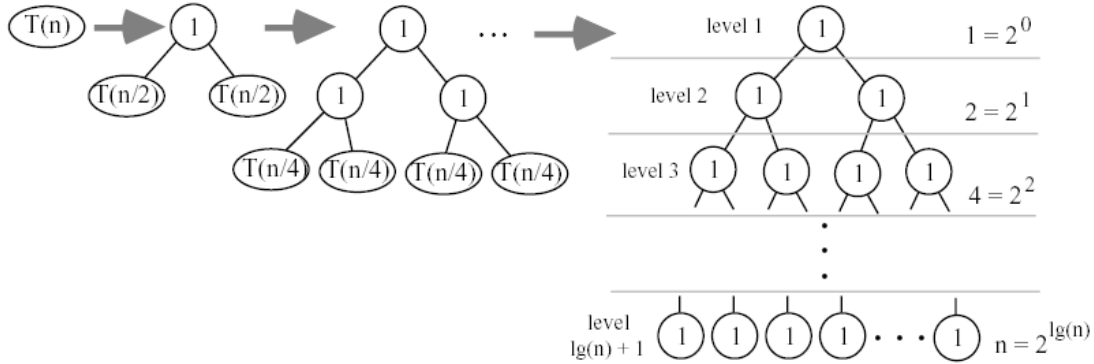 T(n)
1
T(n/2) T(n/2)
1
1 1
T(n/4) T(n/4) T(n/4) T(n/4)
...
level 1 1 1 = 2^0
level 2 1 1 2 = 2^1
level 3 1 1 1 1 4 = 2^2
level
lg(n) + 1 1 1 1 1 ... 1 n = 2^lg(n)